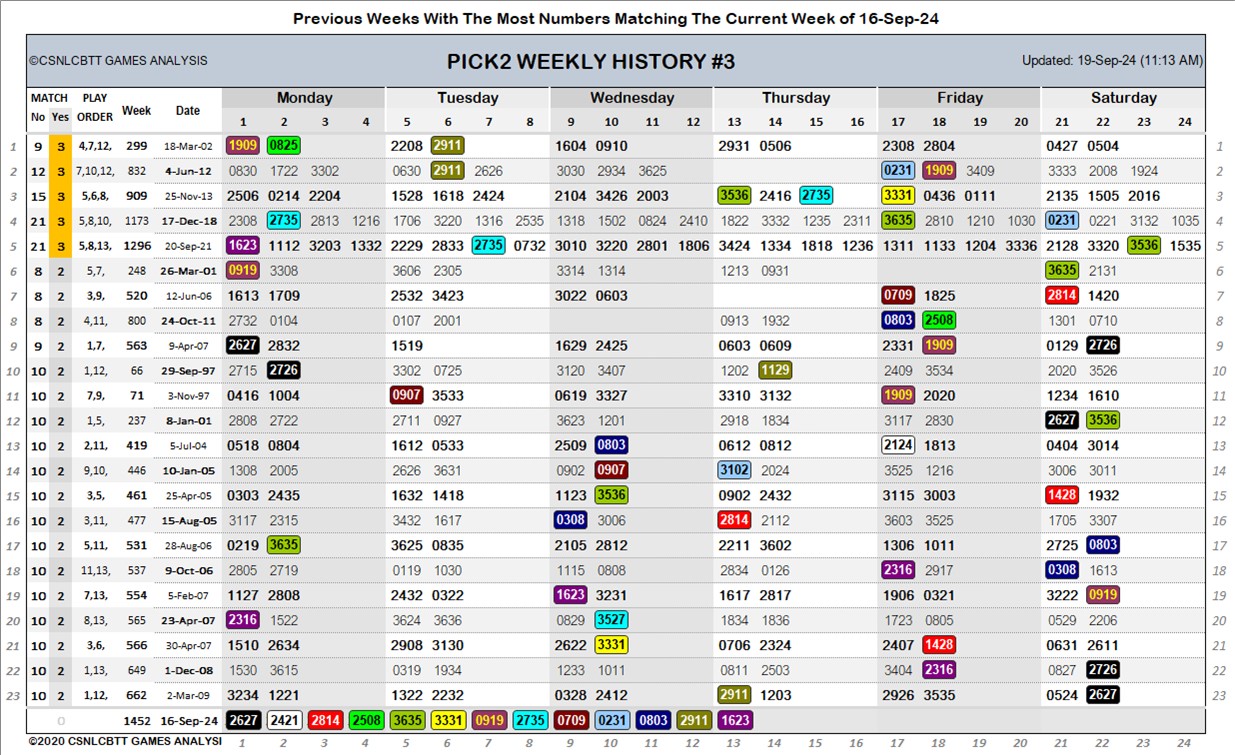 Previous Weeks With The Most Numbers Matching The Current Week of 16-Sep-24
©CSNLCBTT GAMES ANALYSIS PICK2 WEEKLY HISTORY #3 Updated: 19-Sep-24 (11:13 AM)
MATCH PLAY Week Date Monday Tuesday Wednesday Thursday Friday Saturday
No Yes ORDER 1 2 3 4 5 6 7 8 9 10 11 12 13 14 15 16 17 18 19 20 21 22 23 24
1 9 3 4,7,12, 299 18-Mar-02 1909 0825 2208 2911 1604 0910 2931 0506 2308 2804 0427 0504 1
2 12 3 7,10,12, 832 4-Jun-12 0830 1722 3302 0630 2911 2626 3030 2934 3625 0231 1909 3409 3333 2008 1924 2
3 15 3 5,6,8, 909 25-Nov-13 2506 0214 2204 1528 1618 2424 2104 3426 2003 3536 2416 2735 3331 0436 0111 2135 1505 2016 3
4 21 3 5,8,10, 1173 17-Dec-18 2308 2735 2813 1216 1706 3220 1316 2535 1318 1502 0824 2410 1822 3332 1235 2311 3635 2810 1210 1030 0231 0221 3132 1035 4
5 21 3 5,8,13, 1296 20-Sep-21 1623 1112 3203 1332 2229 2833 2735 0732 3010 3220 2801 1806 3424 1334 1818 1236 1311 1133 1204 3336 2128 3320 3536 1535 5
6 8 2 5,7, 248 26-Mar-01 0919 3308 3606 2305 3314 1314 1213 0931 3635 2131 6
7 8 2 3,9, 520 12-Jun-06 1613 1709 2532 3423 3022 0603 0709 1825 2814 1420 7
8 8 2 4,11, 800 24-Oct-11 2732 0104 0107 2001 0913 1932 0803 2508 1301 0710 8
9 9 2 1,7, 563 9-Apr-07 2627 2832 1519 1629 2425 0603 0609 2331 1909 0129 2726 9
10 10 2 1,12, 66 29-Sep-97 2715 2726 3302 0725 3120 3407 1202 1129 2409 3534 2020 3526 10
11 10 2 7,9, 71 3-Nov-97 0416 1004 0907 3533 0619 3327 3310 3132 1909 2020 1234 1610 11
12 10 2 1,5, 237 8-Jan-01 2808 2722 2711 0927 3623 1201 2918 1834 3117 2830 2627 3536 12
13 10 2 2,11, 419 5-Jul-04 0518 0804 1612 0533 2509 0803 0612 0812 2124 1813 0404 3014 13
14 10 2 9,10, 446 10-Jan-05 1308 2005 2626 3631 0902 0907 3102 2024 3525 1216 3006 3011 14
15 10 2 3,5, 461 25-Apr-05 0303 2435 1632 1418 1123 3536 0902 2432 3115 3003 1428 1932 15
16 10 2 3,11, 477 15-Aug-05 3117 2315 3432 1617 0308 3006 2814 2112 3603 3525 1705 3307 16
17 10 2 5,11, 531 28-Aug-06 0219 3635 3625 0835 2105 2812 2211 3602 1306 1011 2725 0803 17
18 10 2 11,13, 537 9-Oct-06 2805 2719 0119 1030 1115 0808 2834 0126 2316 2917 0308 1613 18
19 10 2 7,13, 554 5-Feb-07 1127 2808 2432 0322 1623 3231 1617 2817 1906 0321 3222 0919 19
20 10 2 8,13, 565 23-Apr-07 2316 1522 3624 3636 0829 3527 1834 1836 1723 0805 0529 2206 20
21 10 2 3,6, 566 30-Apr-07 1510 2634 2908 3130 2622 3331 0706 2324 2407 1428 0631 2611 21
22 10 2 1,13, 649 1-Dec-08 1530 3615 0319 1934 1233 1011 0811 2503 3404 2316 0827 2726 22
23 10 2 1,12, 662 2-Mar-09 3234 1221 1322 2232 0328 2412 2911 1203 2926 3535 0524 2627 23
0 1452 16-Sep-24 2627 2421 2814 2508 3635 3331 0919 2735 0709 0231 0803 2911 1623
©2020 CSNLCBTT GAMES ANALYSI 1 2 3 4 5 6 7 8 9 10 11 12 13 14 15 16 17 18 19 20 21 22 23 24